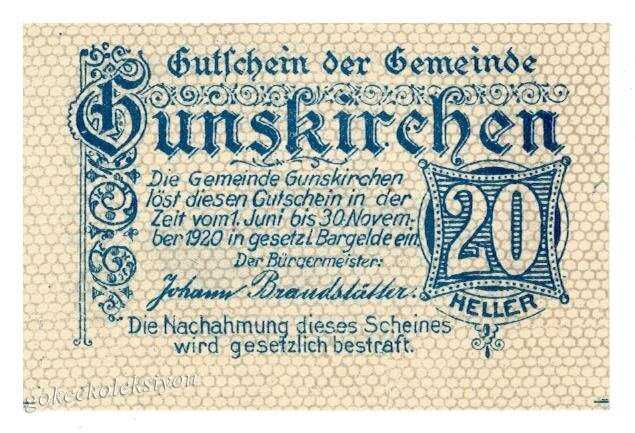 Gutschein der Gemeinde
Gunskirchen
Die Gemeinde Gunskirchen
löst diesen Gutschein in der
Zeit vom 1. Juni bis 30. Novem-
ber 1920 in gesetzl. Bargelde ein.
Der Bürgermeister:
Johann Brandstätter.
20
HELLER
Die Nachahmung dieses Scheines
wird gesetzlich bestraft.
gokcekoleksiyon